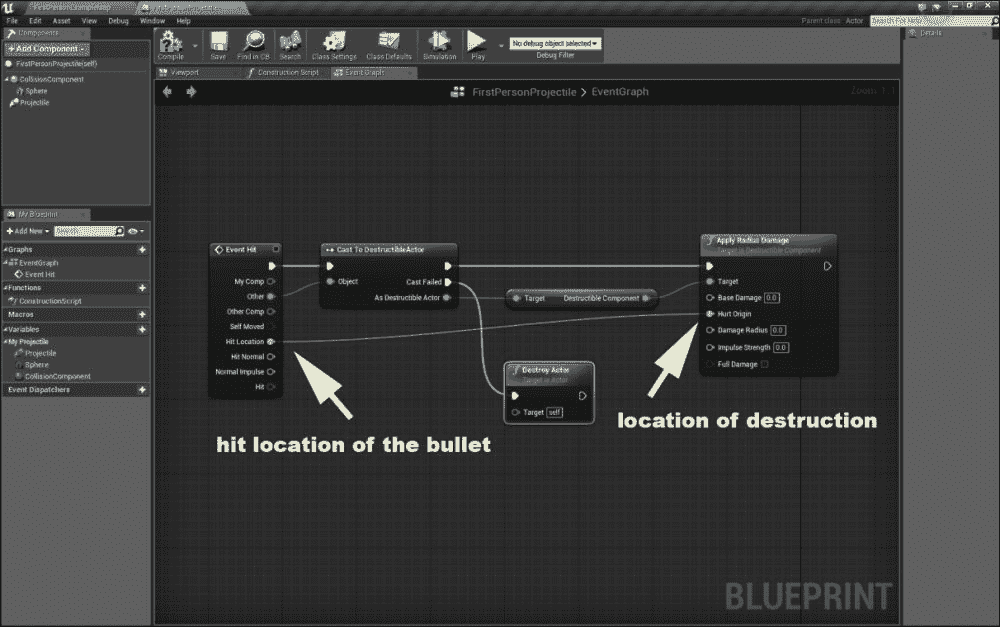 FirstPersonExampleMap
File Edit Asset View Debug Window Help
Parent class: Actor
Search For Help
Components
+ Add Component
FirstPersonProjectile(self)
CollisionComponent
Sphere
Projectile
Compile
Save
Find in CB
Search
Class Settings
Class Defaults
Simulation
Play
No debug object selected
Debug Filter
Details
Viewport
Construction Script
Event Graph
FirstPersonProjectile > EventGraph
Zoom 1:1
My Blueprint
+ Add New
Search
Graphs
EventGraph
Event Hit
Functions
ConstructionScript
Macros
Variables
My Projectile
Projectile
Sphere
CollisionComponent
Event Dispatchers
Event Hit
My Comp
Other
Other Comp
Self Moved
Hit Location
Hit Normal
Normal Impulse
Hit
Cast To DestructibleActor
Object
Cast Failed
As Destructible Actor
Target Destructible Component
Destroy Actor
Target is Actor
Target self
Apply Radius Damage
Target is Destructible Component
Target
Base Damage 0.0
Hurt Origin
Damage Radius 0.0
Impulse Strength 0.0
Full Damage
hit location of the bullet
location of destruction
BLUEPRINT